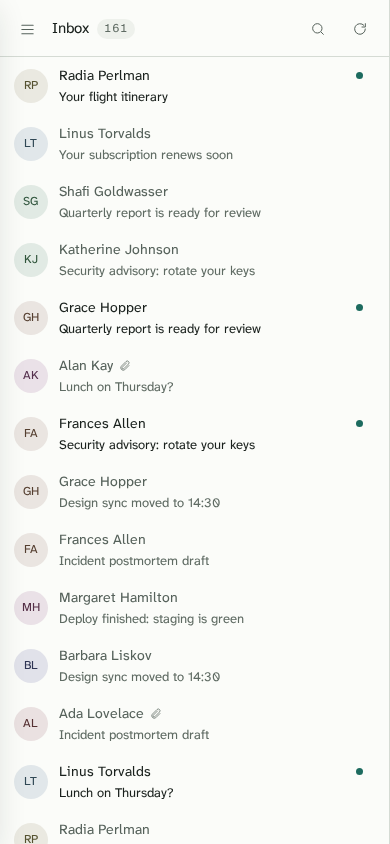 Inbox 161
RP
Radia Perlman
Your flight itinerary
LT
Linus Torvalds
Your subscription renews soon
SG
Shafi Goldwasser
Quarterly report is ready for review
KJ
Katherine Johnson
Security advisory: rotate your keys
GH
Grace Hopper
Quarterly report is ready for review
AK
Alan Kay
Lunch on Thursday?
FA
Frances Allen
Security advisory: rotate your keys
GH
Grace Hopper
Design sync moved to 14:30
FA
Frances Allen
Incident postmortem draft
MH
Margaret Hamilton
Deploy finished: staging is green
BL
Barbara Liskov
Design sync moved to 14:30
AL
Ada Lovelace
Incident postmortem draft
LT
Linus Torvalds
Lunch on Thursday?
RP
Radia Perlman